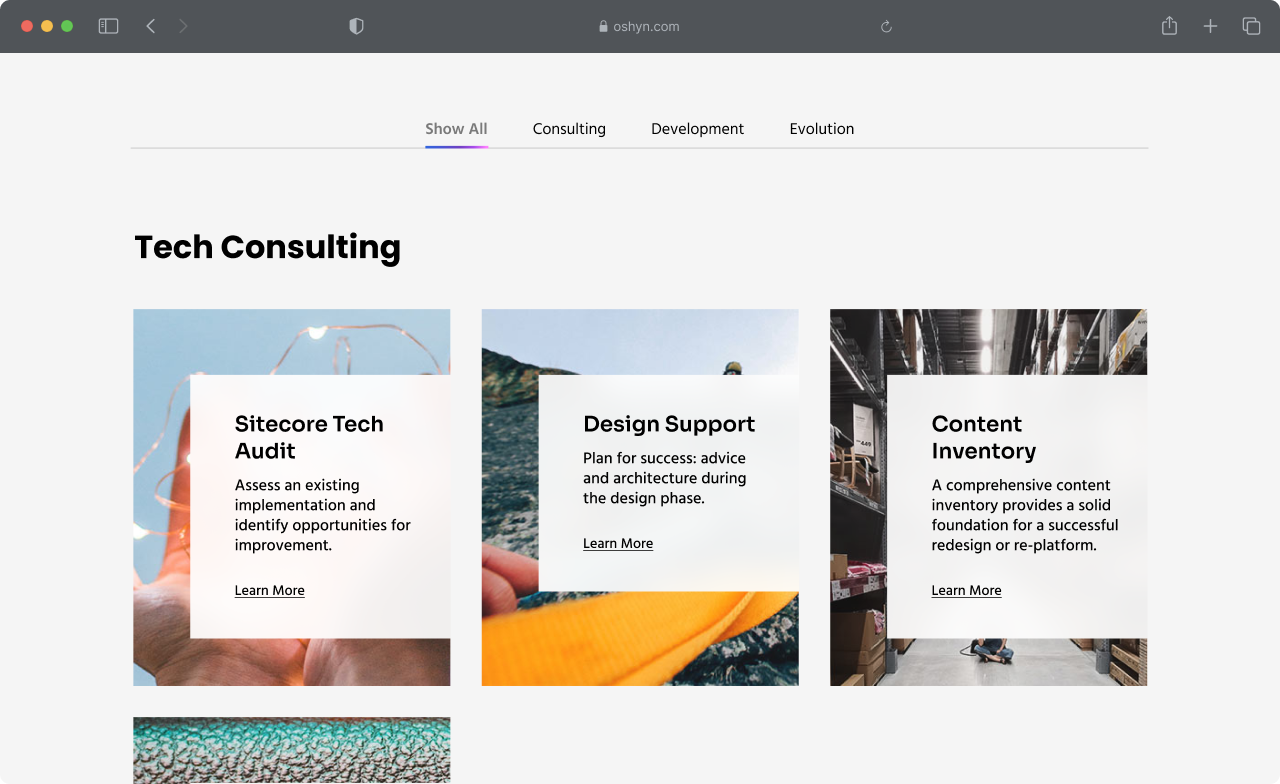 oshyn.com
Show All Consulting Development Evolution
Tech Consulting
Sitecore Tech
Audit
Assess an existing
implementation and
identify opportunities for
improvement.
Learn More
Design Support
Plan for success: advice
and architecture during
the design phase.
Learn More
Content
Inventory
A comprehensive content
inventory provides a solid
foundation for a successful
redesign or re-platform.
Learn More
449